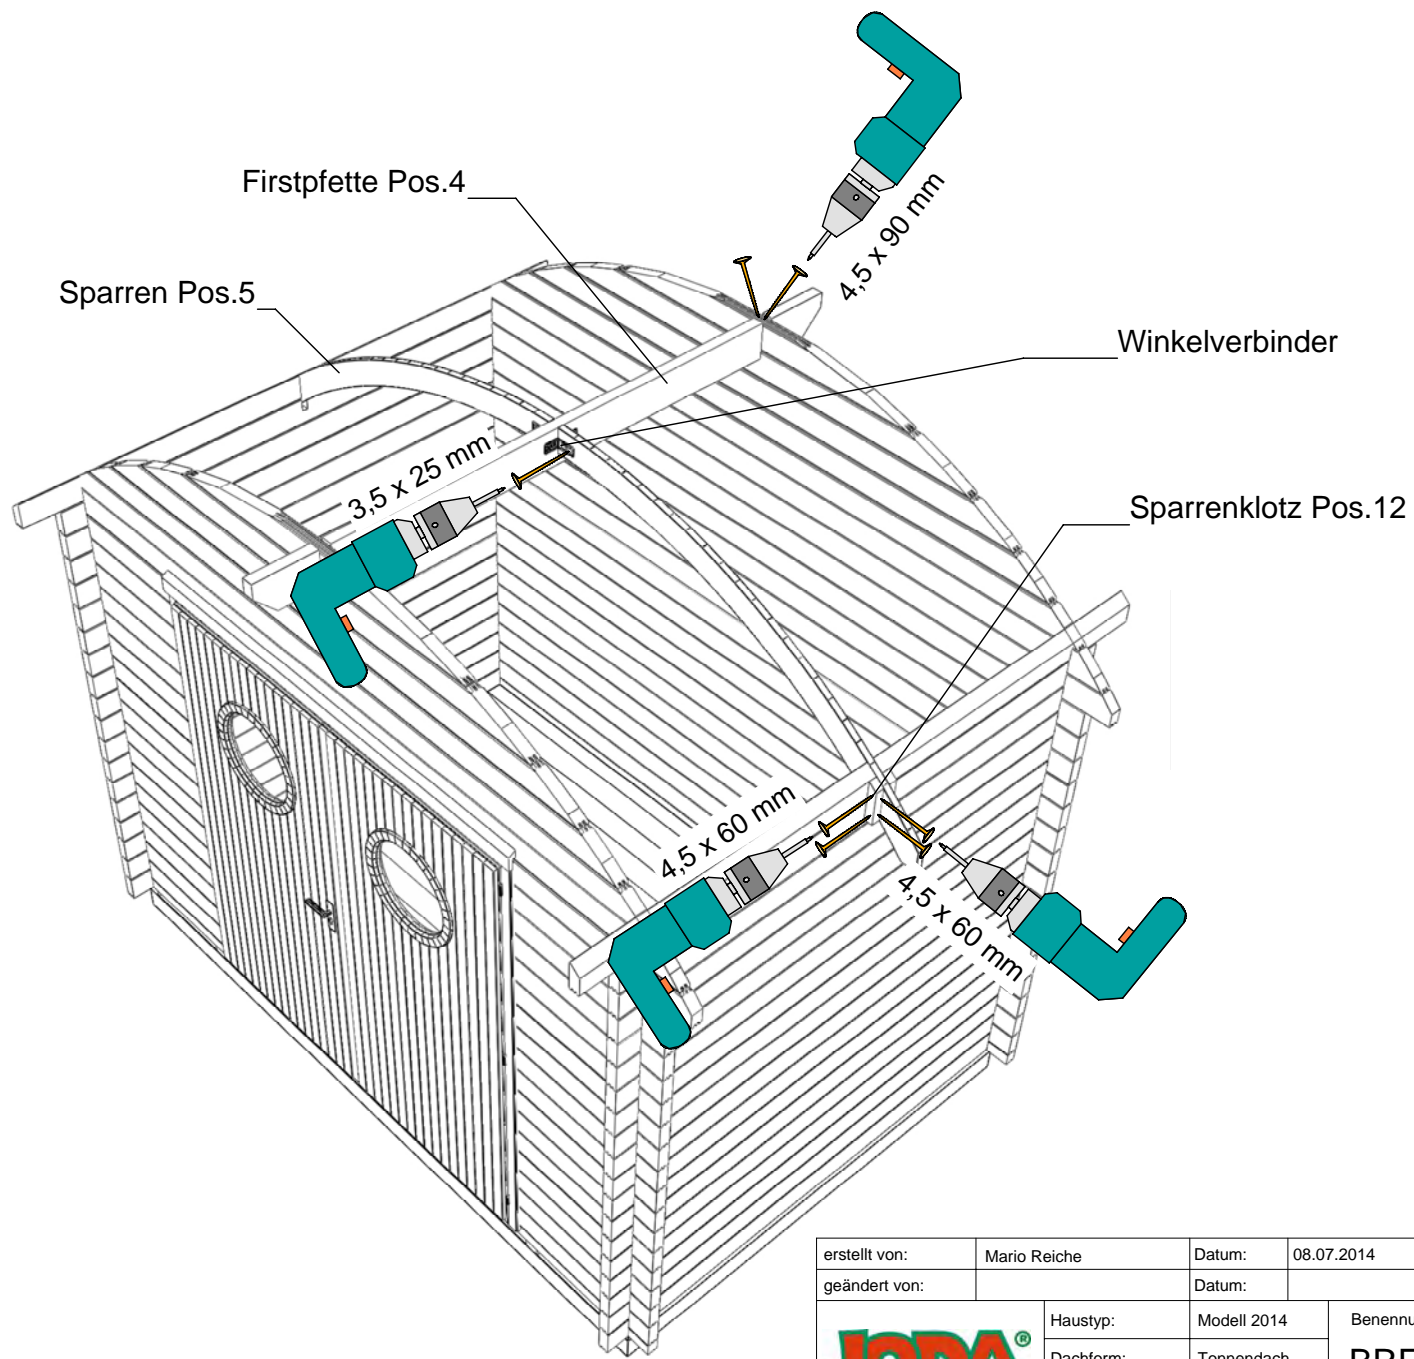 4,5 x 90 mm
Firstpfette Pos.4
Sparren Pos.5
Winkelverbinder
3,5 x 25 mm
Sparrenklotz Pos.12
4,5 x 60 mm
4,5 x 60 mm
erstellt von: Mario Reiche Datum: 08.07.2014
geändert von: Datum:
JODA® Haustyp: Modell 2014
Dachform: Tonnendach